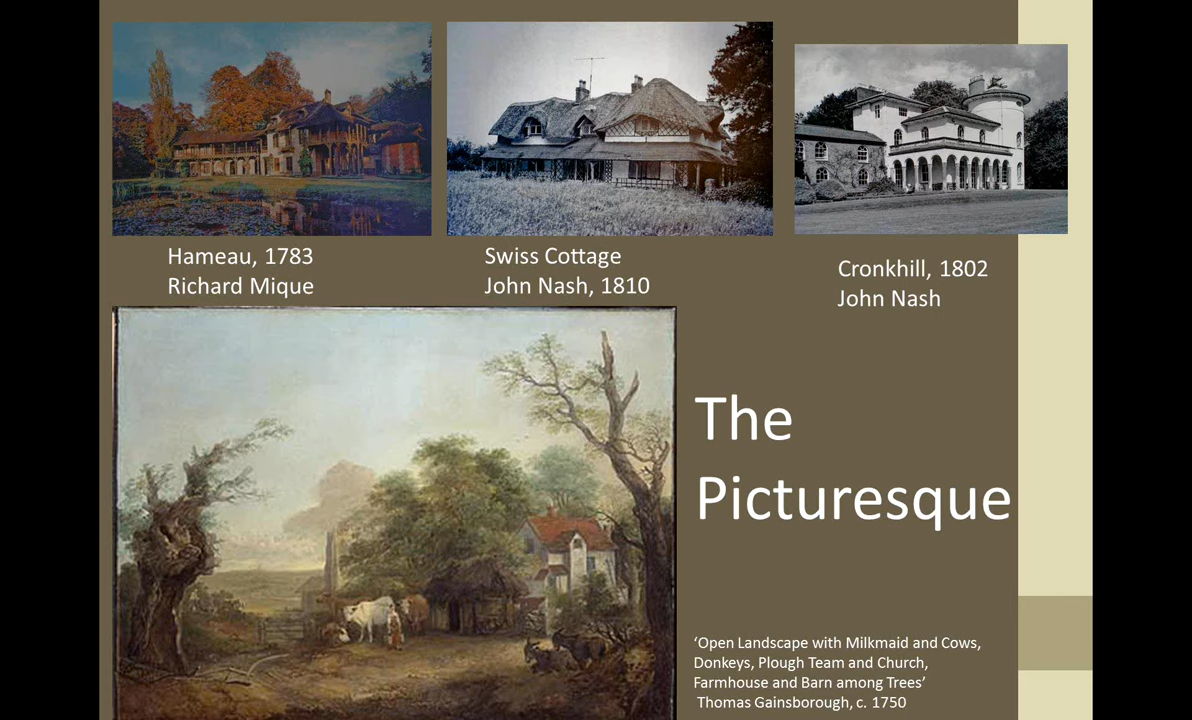 Hameau, 1783
Richard Mique
Swiss Cottage
John Nash, 1810
Cronkhill, 1802
John Nash
The
Picturesque
‘Open Landscape with Milkmaid and Cows,
Donkeys, Plough Team and Church,
Farmhouse and Barn among Trees’
Thomas Gainsborough, c. 1750